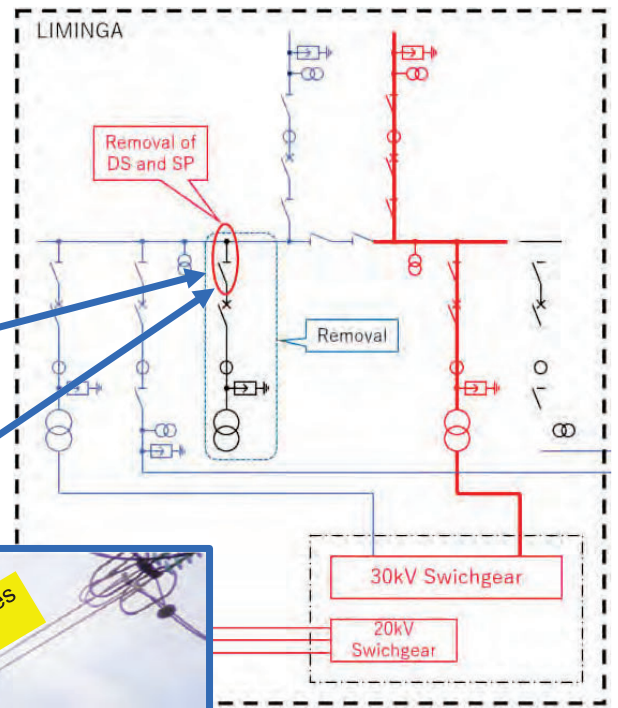 LIMINGA
Removal of
DS and SP
Removal
30kV Swichgear
20kV
Swichgear